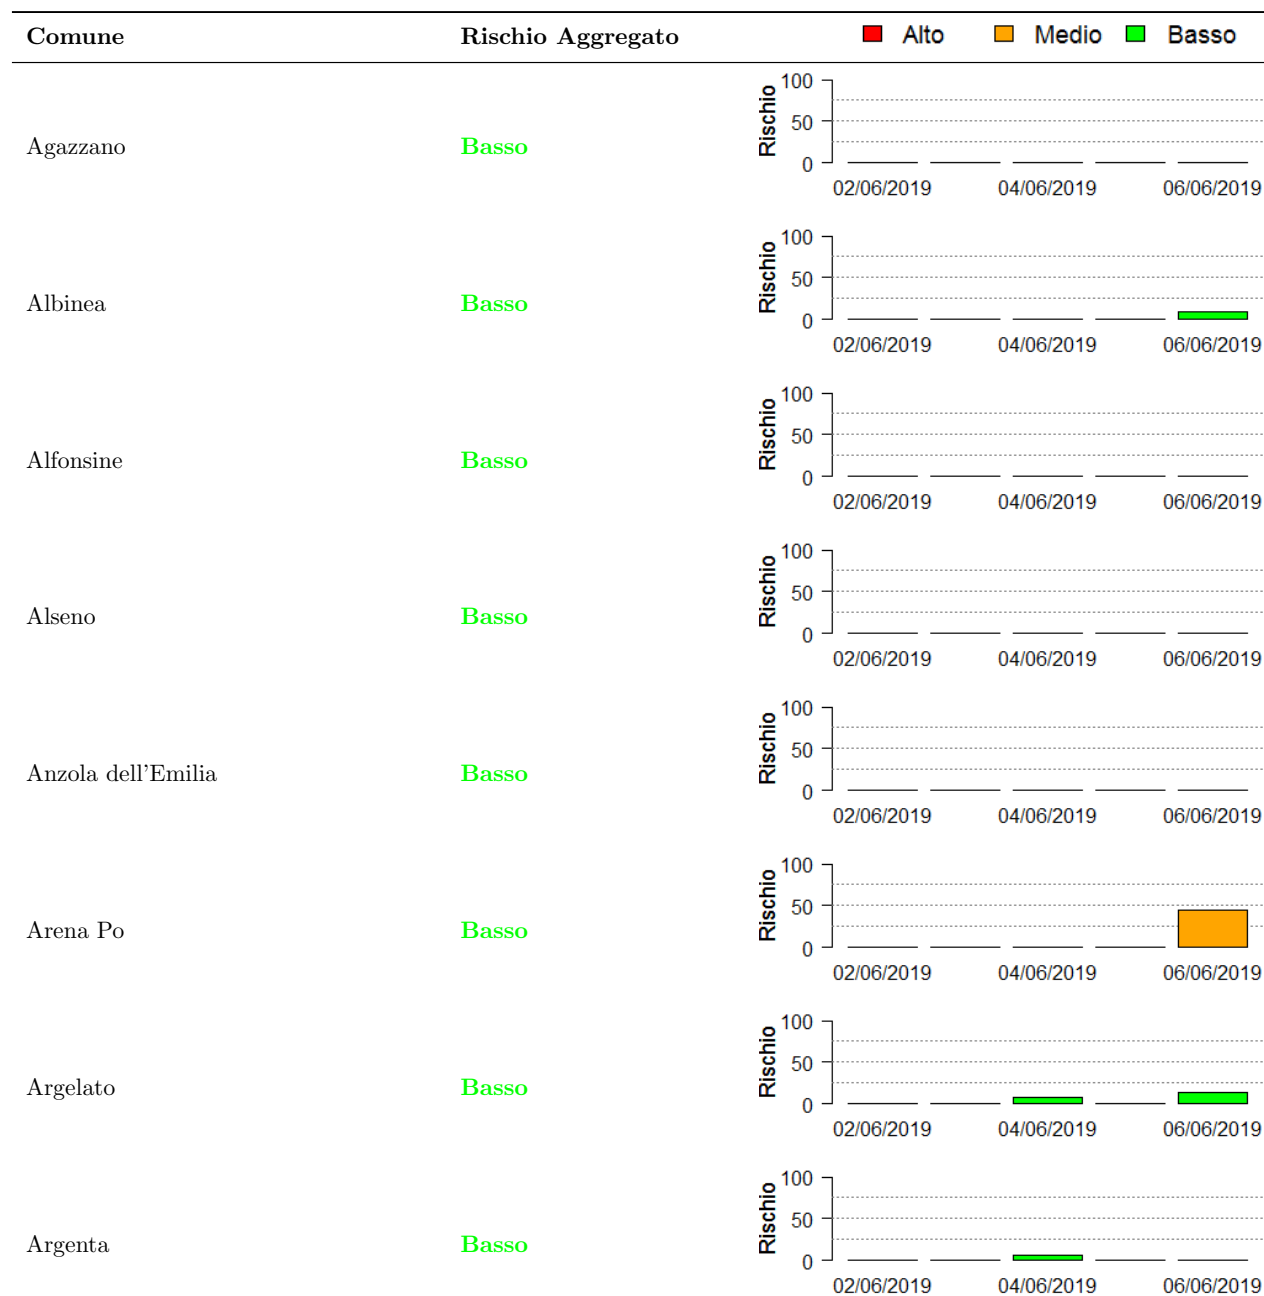 Comune Rischio Aggregato Alto Medio Basso
Agazzano Basso Rischio 100 50 0
02/06/2019 04/06/2019 06/06/2019
Albinea Basso Rischio 100 50 0
02/06/2019 04/06/2019 06/06/2019
Alfonsine Basso Rischio 100 50 0
02/06/2019 04/06/2019 06/06/2019
Alseno Basso Rischio 100 50 0
02/06/2019 04/06/2019 06/06/2019
Anzola dell'Emilia Basso Rischio 100 50 0
02/06/2019 04/06/2019 06/06/2019
Arena Po Basso Rischio 100 50 0
02/06/2019 04/06/2019 06/06/2019
Argelato Basso Rischio 100 50 0
02/06/2019 04/06/2019 06/06/2019
Argenta Basso Rischio 100 50 0
02/06/2019 04/06/2019 06/06/2019